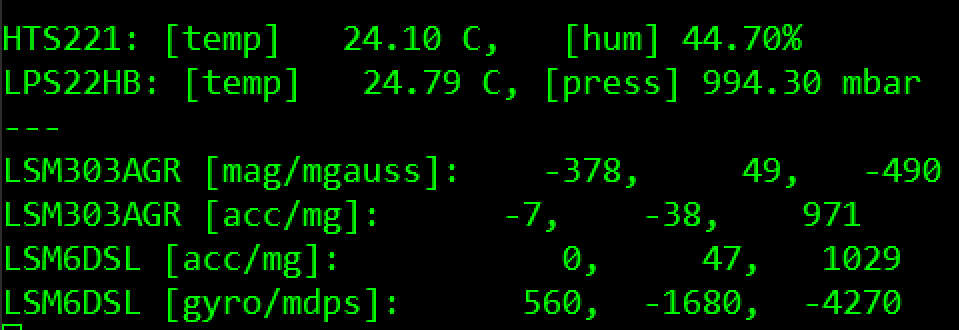 HTS221: [temp]   24.10 C,   [hum] 44.70%
LPS22HB: [temp]   24.79 C, [press] 994.30 mbar
---
LSM303AGR [mag/mgauss]:    -378,     49,   -490
LSM303AGR [acc/mg]:      -7,    -38,    971
LSM6DSL [acc/mg]:           0,     47,   1029
LSM6DSL [gyro/mdps]:      560,  -1680,  -4270